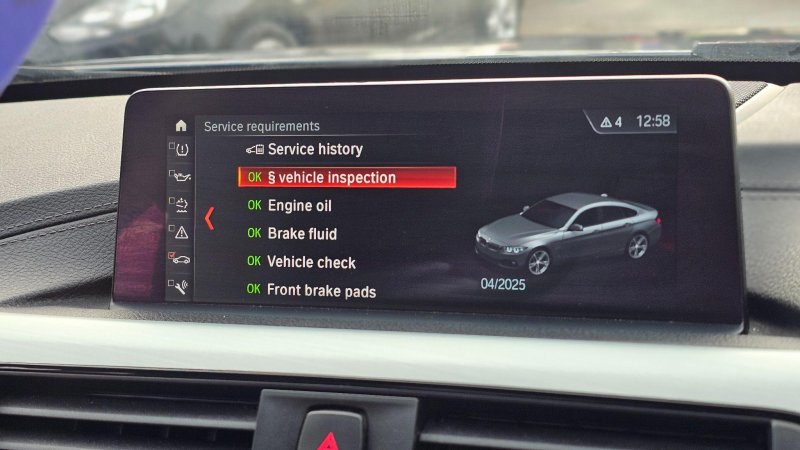 Service requirements
4 12:58
Service history
OK § vehicle inspection
OK Engine oil
OK Brake fluid
OK Vehicle check
OK Front brake pads
04/2025